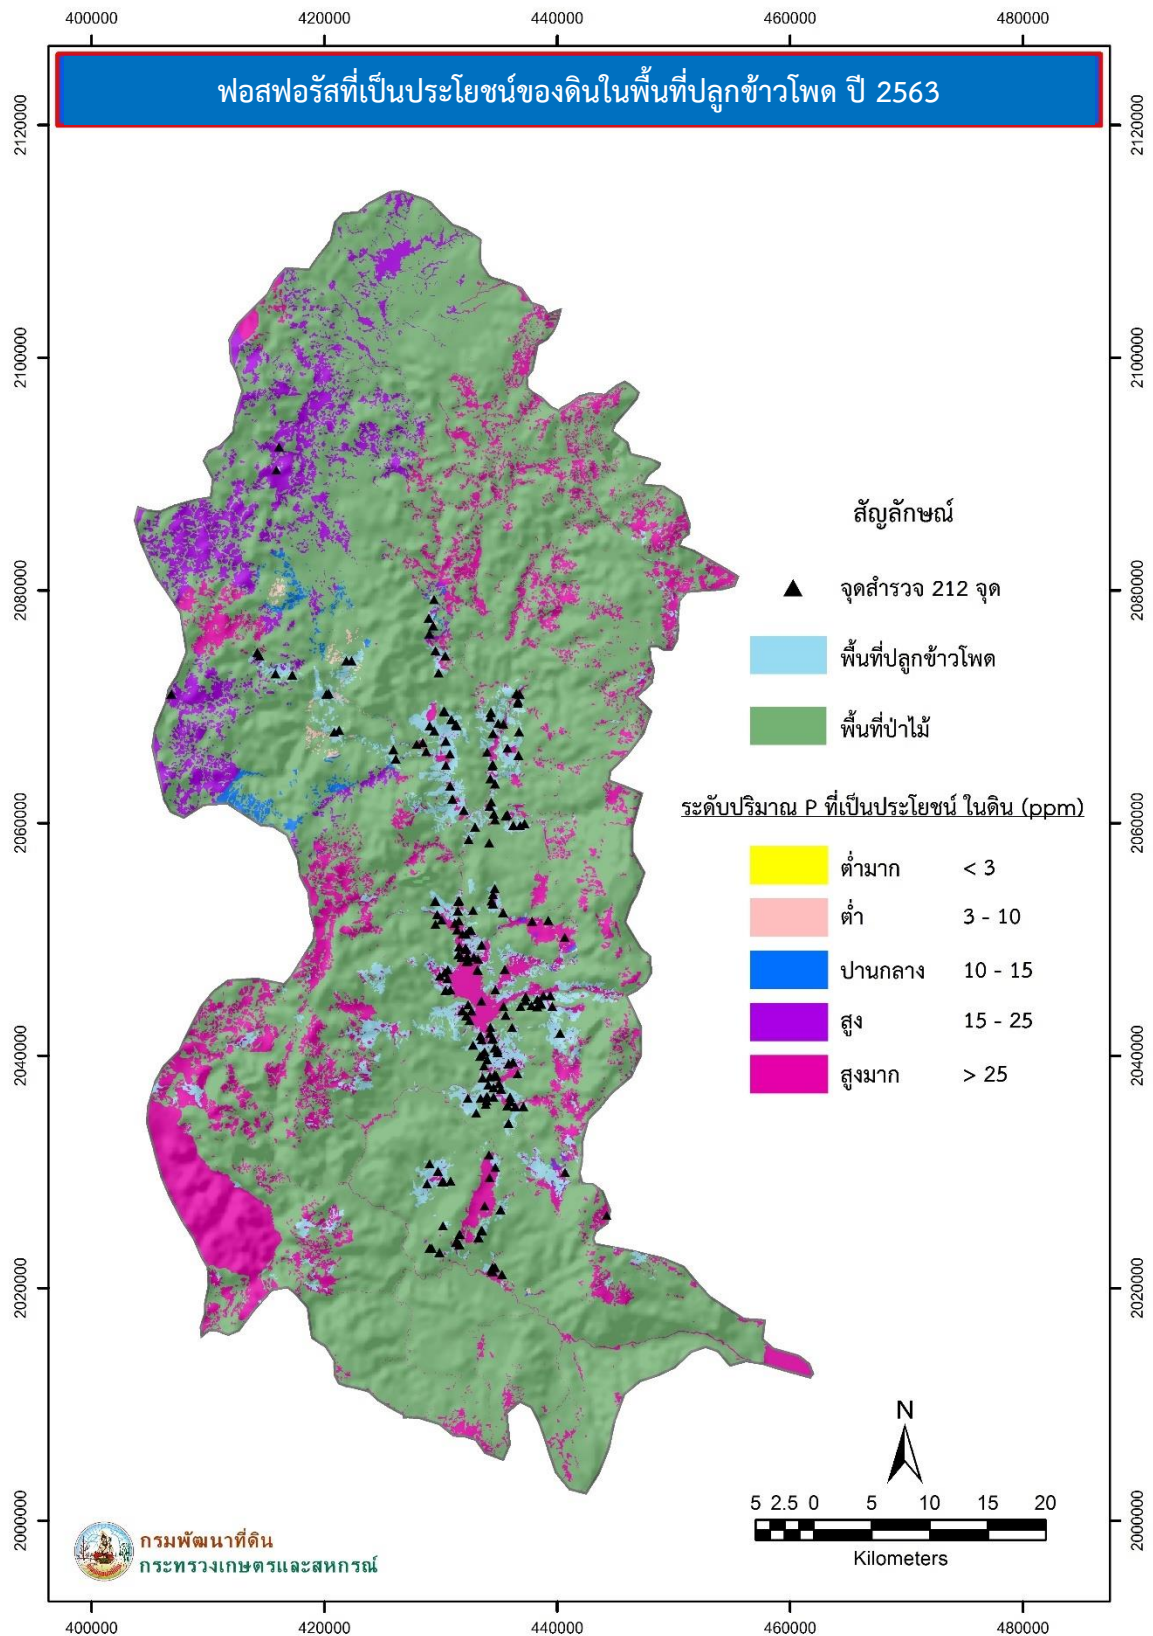 400000 420000 440000 460000 480000
ฟอสฟอรัสที่เป็นประโยชน์ของดินในพื้นที่ปลูกข้าวโพด ปี 2563
2120000 2120000
2100000 2100000
2080000 2080000
2060000 2060000
2040000 2040000
2020000 2020000
2000000 2000000
สัญลักษณ์
จุดสำรวจ 212 จุด
พื้นที่ปลูกข้าวโพด
พื้นที่ป่าไม้
ระดับปริมาณ P ที่เป็นประโยชน์ ในดิน (ppm)
ต่ำมาก < 3
ต่ำ 3 - 10
ปานกลาง 10 - 15
สูง 15 - 25
สูงมาก > 25
N
5 2.5 0 5 10 15 20
Kilometers
กรมพัฒนาที่ดิน
กระทรวงเกษตรและสหกรณ์
400000 420000 440000 460000 480000